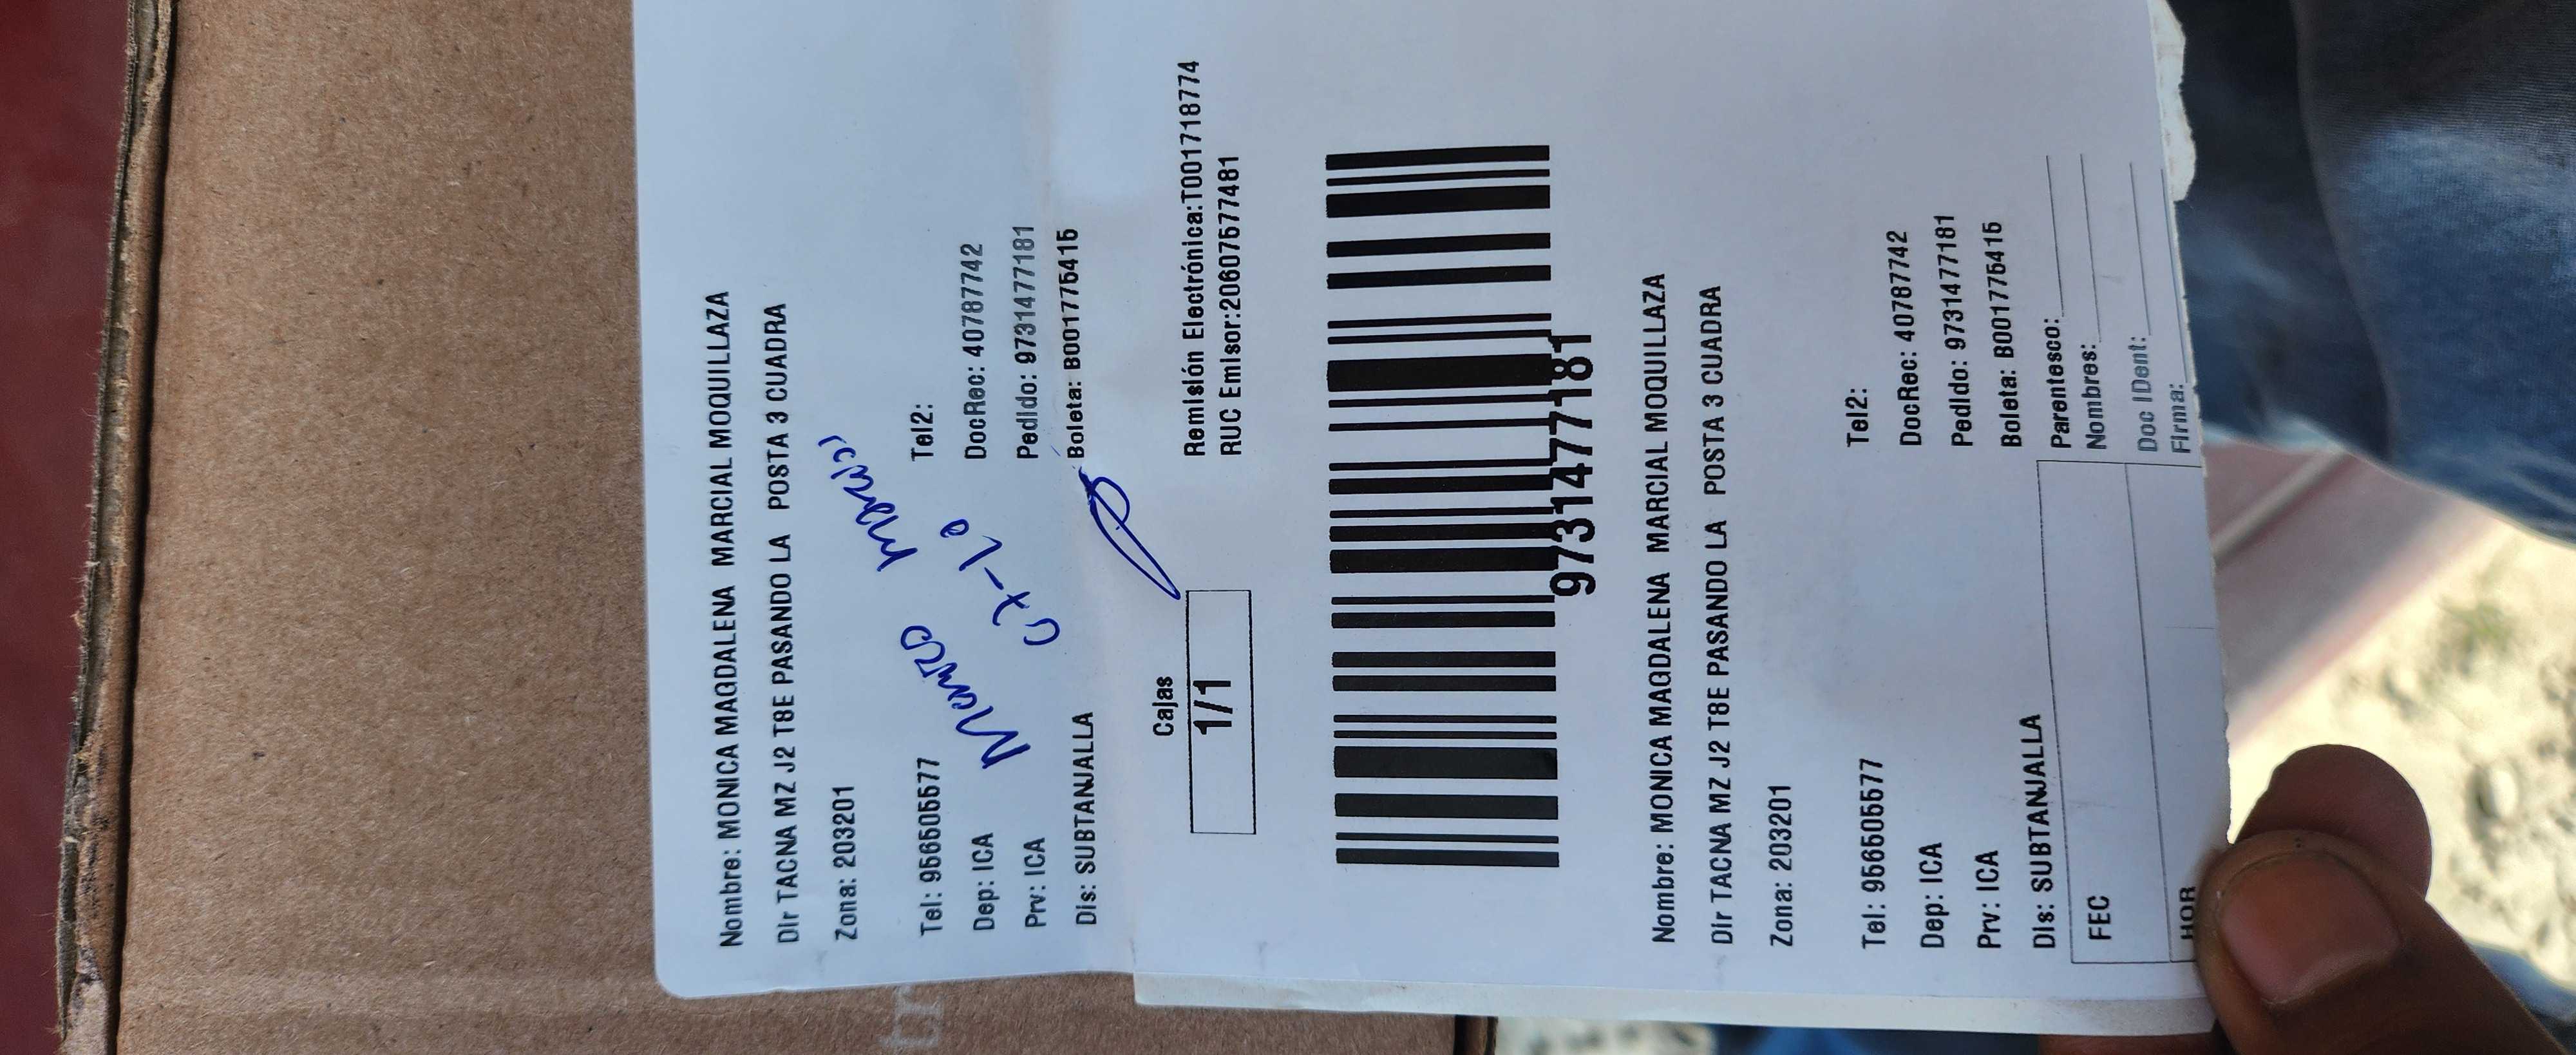 Nombre: MONICA MAGDALENA MARCIAL MOQUILLAZA
Dir TACNA MZ J2 T8E PASANDO LA POSTA 3 CUADRA
Zona: 203201
Tel: 956505577 Tel2:
Dep: ICA DocRec: 40787742
Prv: ICA Pedido: 97314477181
Dis: SUBTANJALLA Boleta: B001775415
Cajas
1/1
Remisión Electrónica:T001718774
RUC Emisor:20607577481
97314477181
Nombre: MONICA MAGDALENA MARCIAL MOQUILLAZA
Dir TACNA MZ J2 T8E PASANDO LA POSTA 3 CUADRA
Zona: 203201
Tel: 956505577 Tel2:
Dep: ICA DocRec: 40787742
Prv: ICA Pedido: 97314477181
Dis: SUBTANJALLA Boleta: B001775415
FEC Parentesco:
Nombres:
HOR Doc IDent:
Firma: